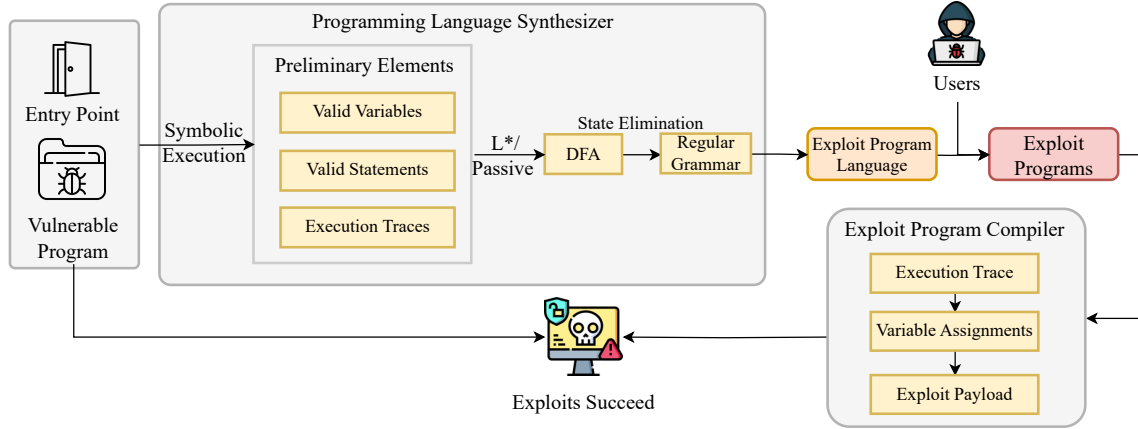 Programming Language Synthesizer
Entry Point
Vulnerable
Program
Symbolic
Execution
Preliminary Elements
Valid Variables
Valid Statements
Execution Traces
L*/
Passive
DFA
State Elimination
Regular
Grammar
Exploit Program
Language
Users
Exploit
Programs
Exploit Program Compiler
Execution Trace
Variable Assignments
Exploit Payload
Exploits Succeed